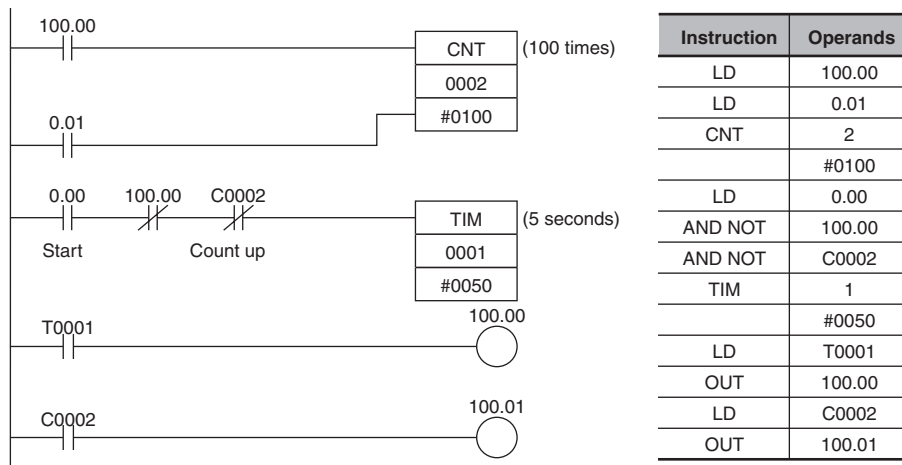 100.00
CNT (100 times)
0002
#0100
0.01
0.00 100.00 C0002
TIM (5 seconds)
Start Count up
0001
#0050
T0001
100.00
C0002
100.01
Instruction Operands
LD 100.00
LD 0.01
CNT 2
#0100
LD 0.00
AND NOT 100.00
AND NOT C0002
TIM 1
#0050
LD T0001
OUT 100.00
LD C0002
OUT 100.01